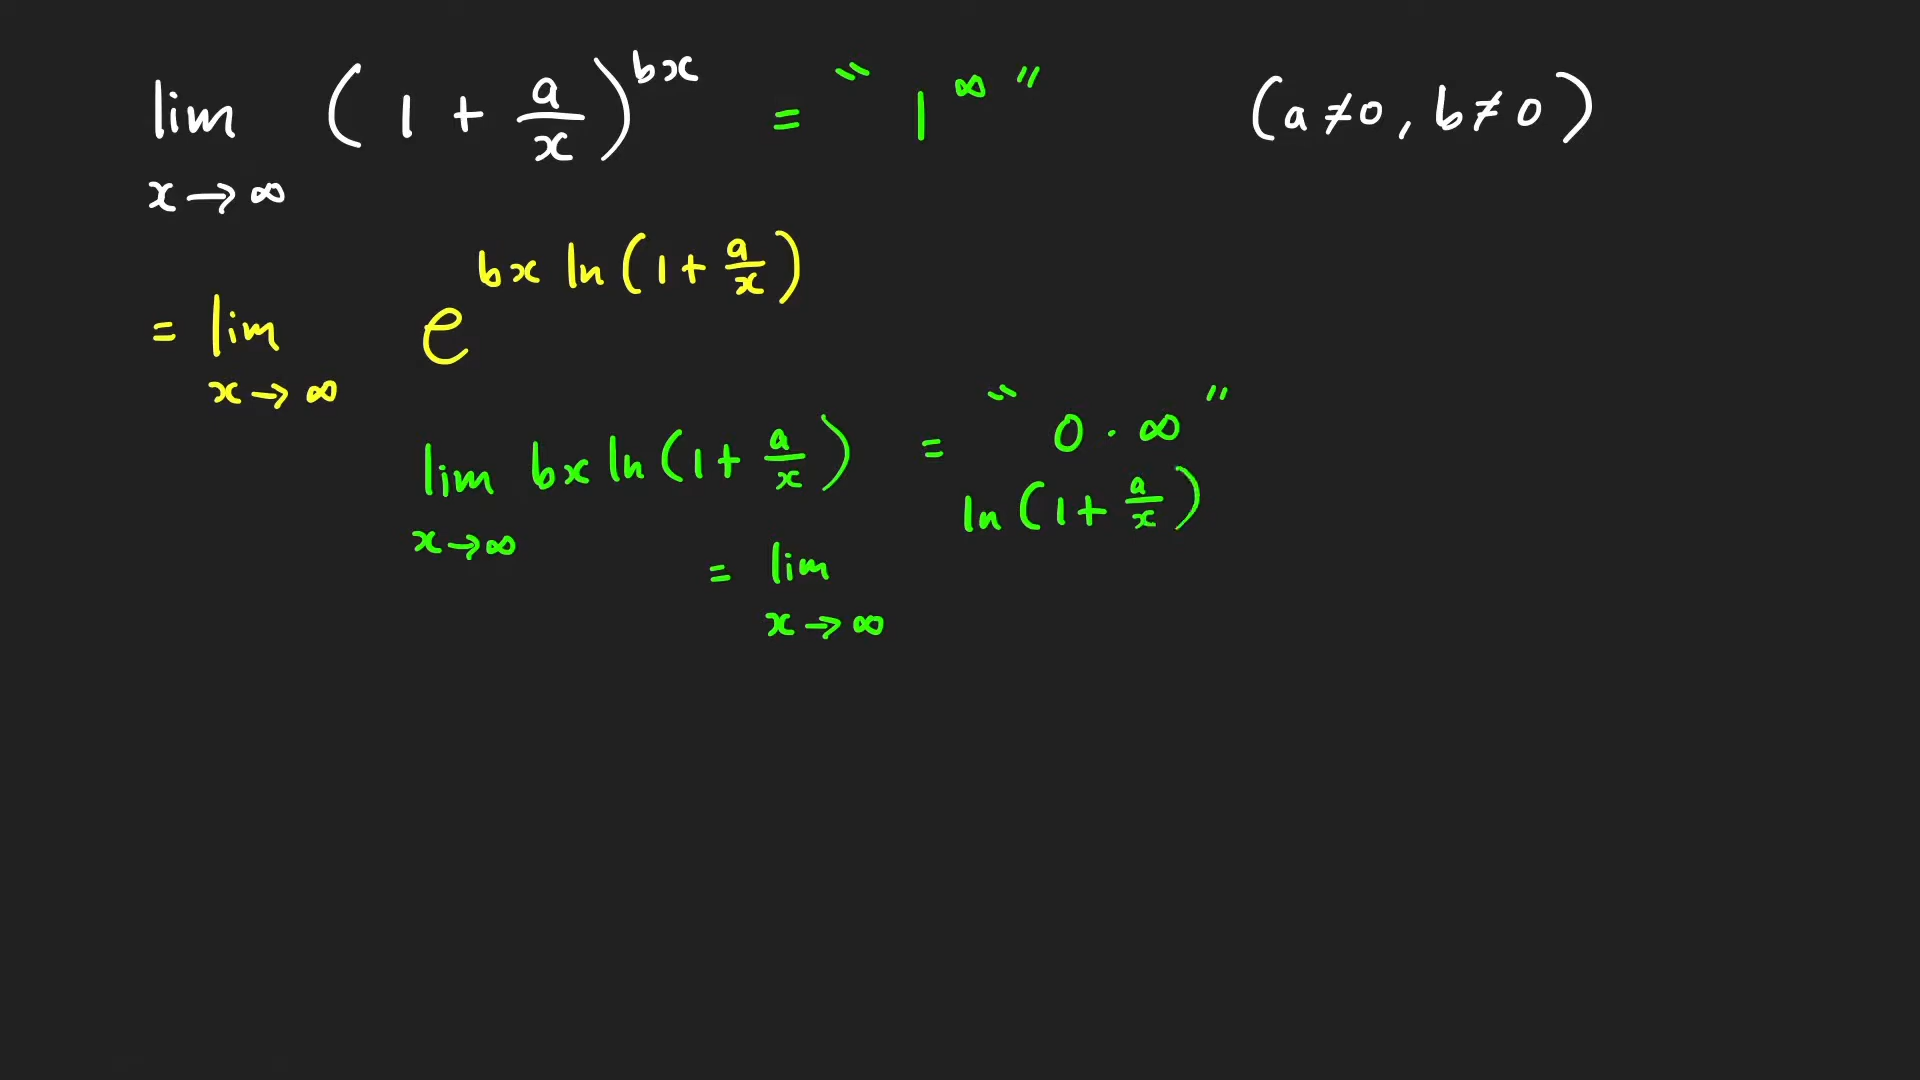 lim x→∞ (1 + a/x)^{bx} = "1^∞" (a≠0, b≠0)
= lim x→∞ e^{bx ln(1+a/x)}
lim x→∞ bx ln(1+a/x) = "0·∞"
= lim x→∞ ln(1+a/x)